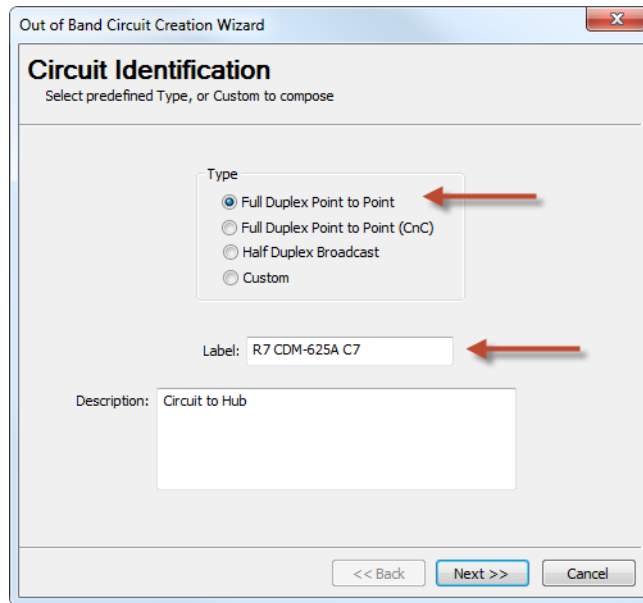 Out of Band Circuit Creation Wizard
Circuit Identification
Select predefined Type, or Custom to compose
Type
Full Duplex Point to Point
Full Duplex Point to Point (CnC)
Half Duplex Broadcast
Custom
Label: R7 CDM-625A C7
Description: Circuit to Hub
<< Back Next >> Cancel